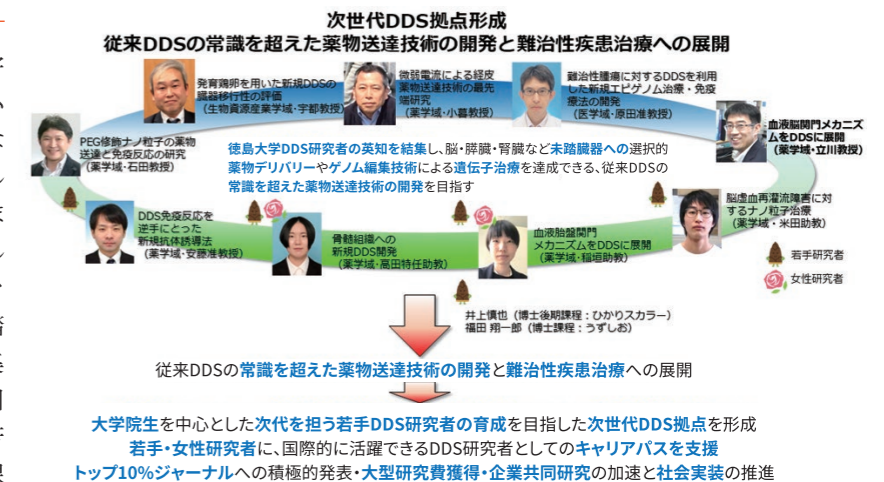 次世代DDS拠点形成
従来DDSの常識を超えた薬物送達技術の開発と難治性疾患治療への展開
発育鶏卵を用いた新規DDSの
臓器移行性の評価
(生物資源産業学域・宇都教授)
微弱電流による経皮
薬物送達技術の最先
端研究
(薬学域・小暮教授)
難治性腫瘍に対するDDSを利用
した新規エピゲノム治療・免疫
療法の開発
(医学域・原田准教授)
血液脳関門メカニズ
ムをDDSに展開
(薬学域・立川教授)
PEG修飾ナノ粒子の薬物
送達と免疫反応の研究
(薬学域・石田教授)
徳島大学DDS研究者の英知を結集し、脳・膵臓・腎臓など未踏臓器への選択的
薬物デリバリーやゲノム編集技術による遺伝子治療を達成できる、従来DDSの
常識を超えた薬物送達技術の開発を目指す
DDS免疫反応を
逆手にとった
新規抗体誘導法
(薬学域・安藤准教授)
骨髄組織への
新規DDS開発
(薬学域・髙田特任助教)
血液胎盤関門
メカニズムをDDSに展開
(薬学域・稲垣助教)
脳虚血再灌流障害に対
するナノ粒子治療
(薬学域・米田助教)
若手研究者
女性研究者
井上慎也(博士後期課程:ひかりスカラー)
福田 翔一郎(博士課程:うずしお)
従来DDSの常識を超えた薬物送達技術の開発と難治性疾患治療への展開
大学院生を中心とした次代を担う若手DDS研究者の育成を目指した次世代DDS拠点を形成
若手・女性研究者に、国際的に活躍できるDDS研究者としてのキャリアパスを支援
トップ10%ジャーナルへの積極的発表・大型研究費獲得・企業共同研究の加速と社会実装の推進